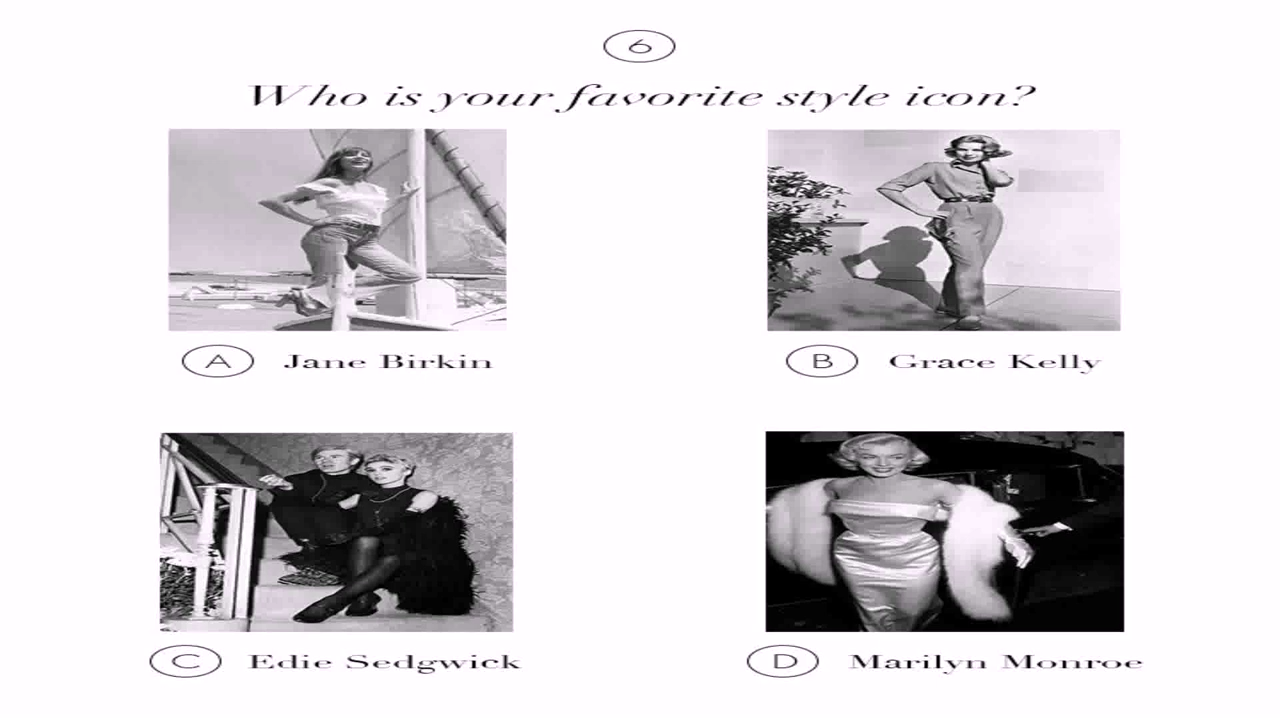 6
Who is your favorite style icon?
A Jane Birkin
B Grace Kelly
C Edie Sedgwick
D Marilyn Monroe